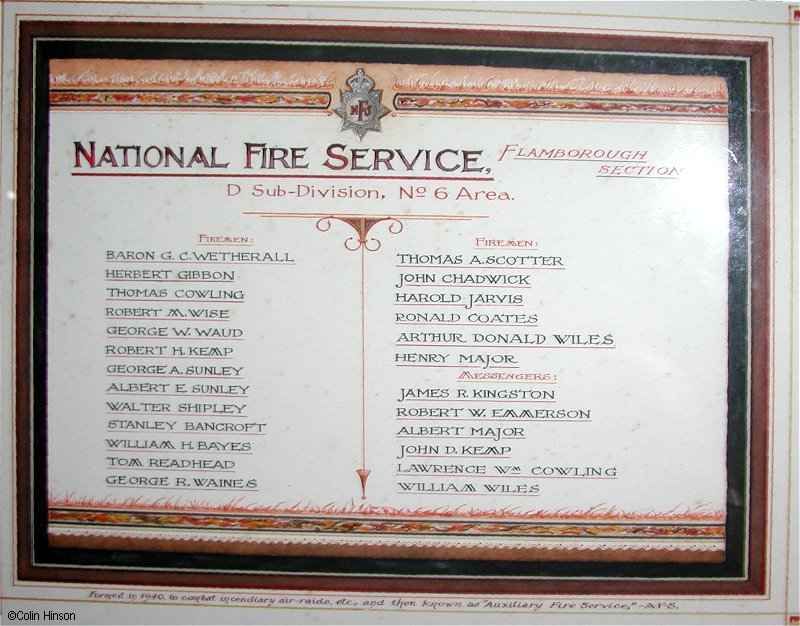 NFS
NATIONAL FIRE SERVICE, FLAMBOROUGH SECTION
D Sub-Division, No 6 Area.
FIREMEN:
BARON G. C. WETHERALL
HERBERT GIBBON
THOMAS COWLING
ROBERT M. WISE
GEORGE W. WAUD
ROBERT H. KEMP
GEORGE A. SUNLEY
ALBERT E. SUNLEY
WALTER SHIPLEY
STANLEY BANCROFT
WILLIAM H. BAYES
TOM READHEAD
GEORGE R. WAINES
FIREMEN:
THOMAS A. SCOTTER
JOHN CHADWICK
HAROLD JARVIS
RONALD COATES
ARTHUR DONALD WILES
HENRY MAJOR
MESSENGERS:
JAMES R. KINGSTON
ROBERT W. EMMERSON
ALBERT MAJOR
JOHN D. KEMP
LAWRENCE Wm COWLING
WILLIAM WILES
Formed in 1940, to combat incendiary air-raids, etc., and then known as "Auxiliary Fire Service," - A.F.S.
©Colin Hinson